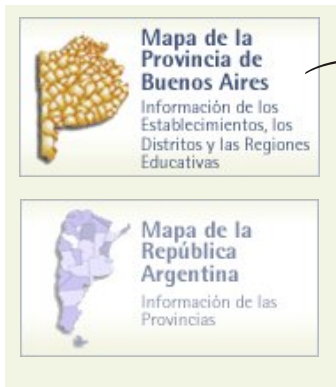 Mapa de la
Provincia de
Buenos Aires
Información de los
Establecimientos, los
Distritos y las Regiones
Educativas
Mapa de la
República
Argentina
Información de las
Provincias